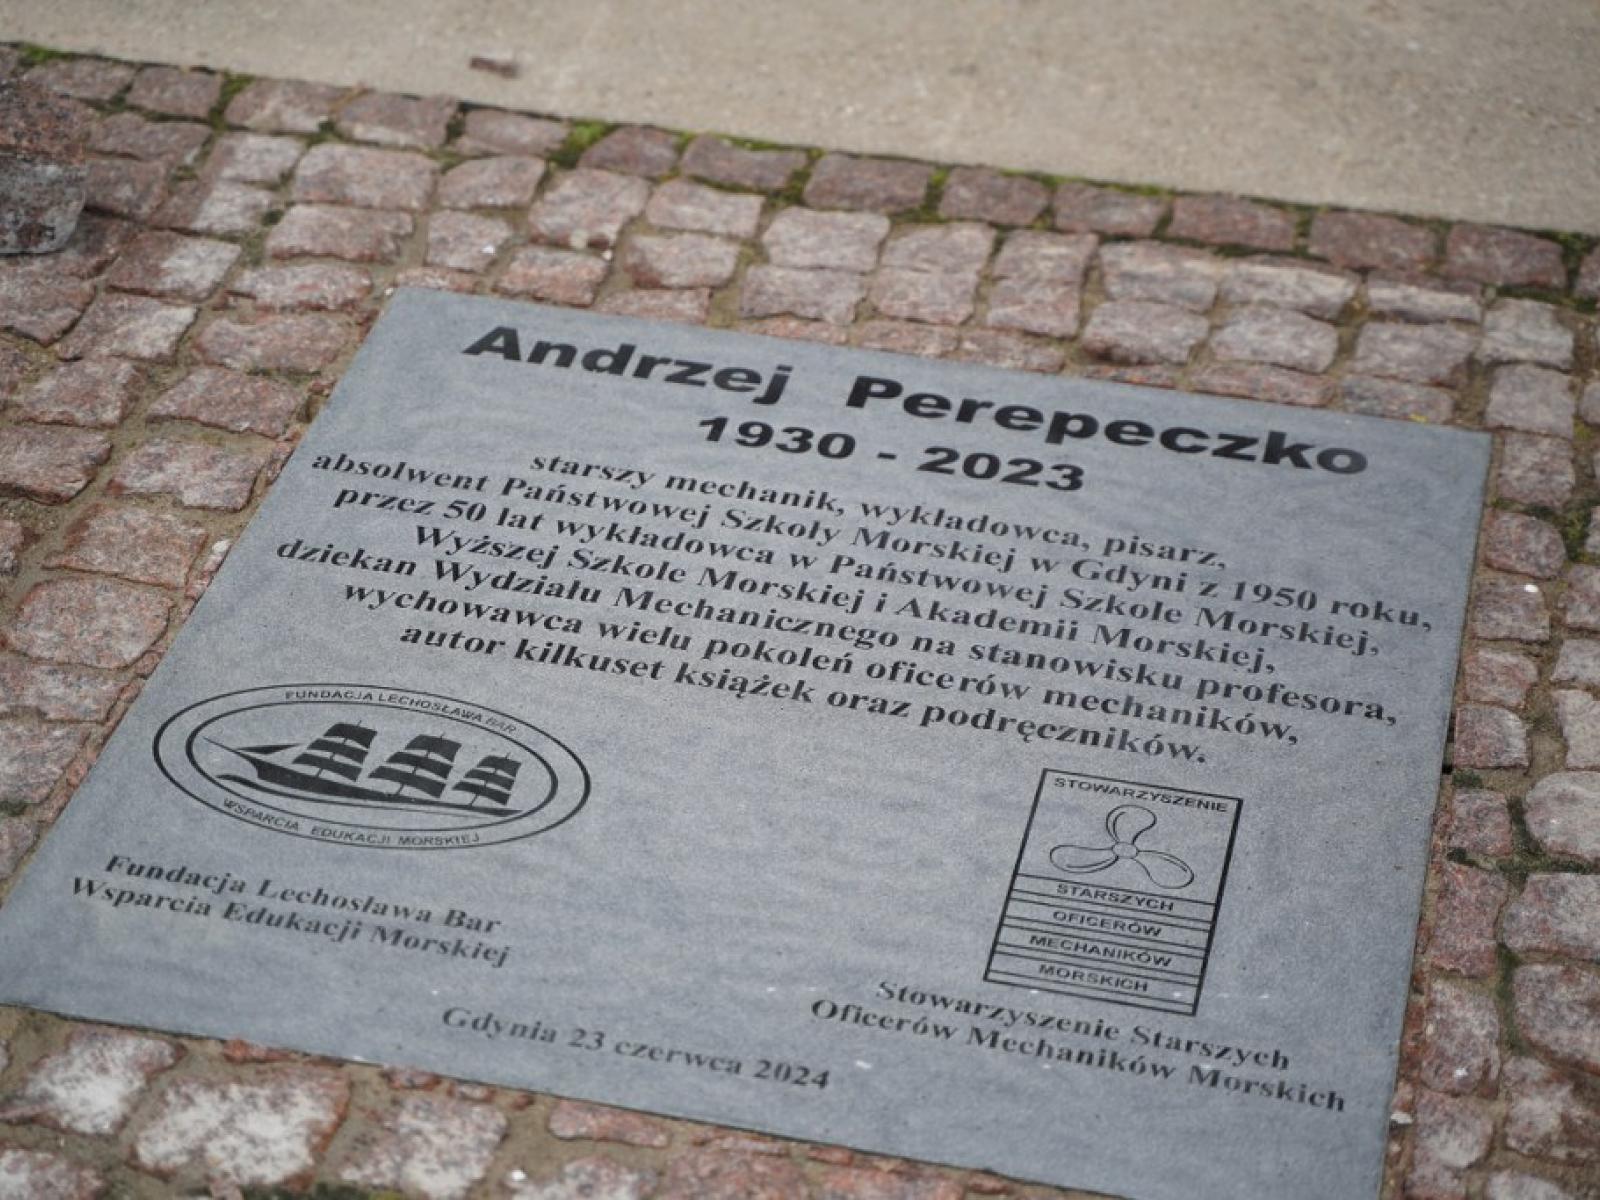 Andrzej Perepeczko
1930 - 2023
starszy mechanik, wykładowca, pisarz,
absolwent Państwowej Szkoły Morskiej w Gdyni z 1950 roku,
przez 50 lat wykładowca w Państwowej Szkole Morskiej,
Wyższej Szkole Morskiej i Akademii Morskiej,
dziekan Wydziału Mechanicznego na stanowisku profesora,
wychowawca wielu pokoleń oficerów mechaników,
autor kilkuset książek oraz podręczników.
FUNDACJA LECHOSŁAWA BAR
WSPARCIA EDUKACJI MORSKIEJ
Fundacja Lechosława Bar
Wsparcia Edukacji Morskiej
STOWARZYSZENIE
STARSZYCH
OFICERÓW
MECHANIKÓW
MORSKICH
Stowarzyszenie Starszych
Oficerów Mechaników Morskich
Gdynia 23 czerwca 2024